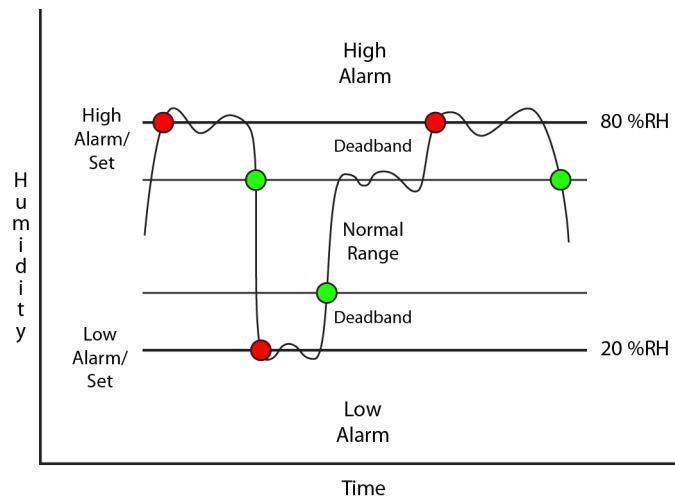 High
Alarm
High
Alarm/
Set
80 %RH
Deadband
Humidity
Normal
Range
Deadband
Low
Alarm/
Set
20 %RH
Low
Alarm
Time